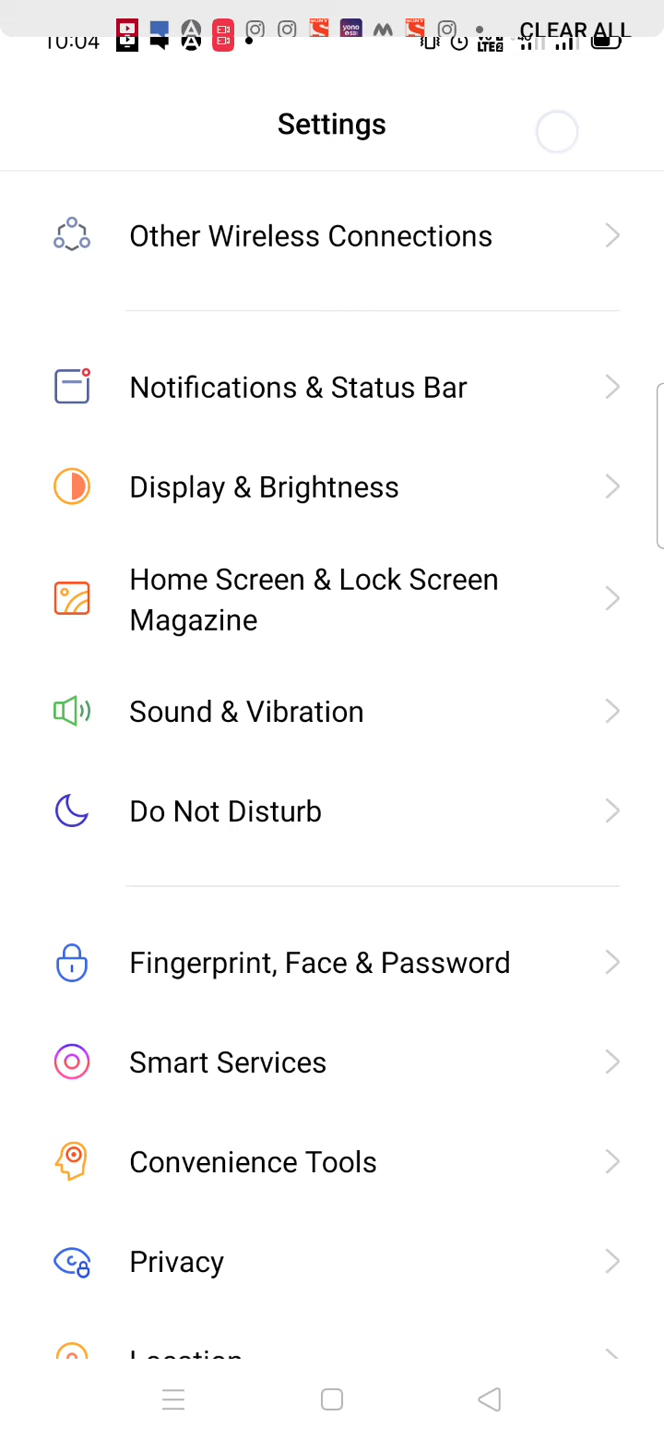 CLEAR ALL
10:04
Settings
Other Wireless Connections
Notifications & Status Bar
Display & Brightness
Home Screen & Lock Screen
Magazine
Sound & Vibration
Do Not Disturb
Fingerprint, Face & Password
Smart Services
Convenience Tools
Privacy
Location